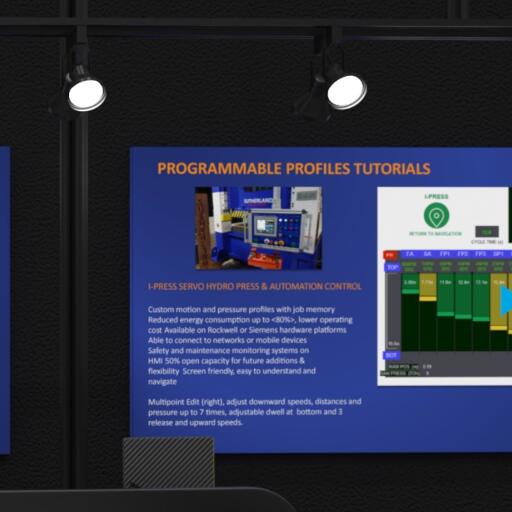 PROGRAMMABLE PROFILES TUTORIALS
SUTHERLAND
I-PRESS SERVO HYDRO PRESS & AUTOMATION CONTROL
Custom motion and pressure profiles with job memory
Reduced energy consumption up to <80%>, lower operating
cost Available on Rockwell or Siemens hardware platforms
Able to connect to networks or mobile devices
Safety and maintenance monitoring systems on
HMI 50% open capacity for future additions &
flexibility Screen friendly, easy to understand and
navigate
Multipoint Edit (right), adjust downward speeds, distances and
pressure up to 7 times, adjustable dwell at bottom and 3
release and upward speeds.
I-PRESS
RETURN TO NAVIGATION
CYCLE TIME (s)
FA SA FP1 FP2 FP3 SP1
TOP
BOT